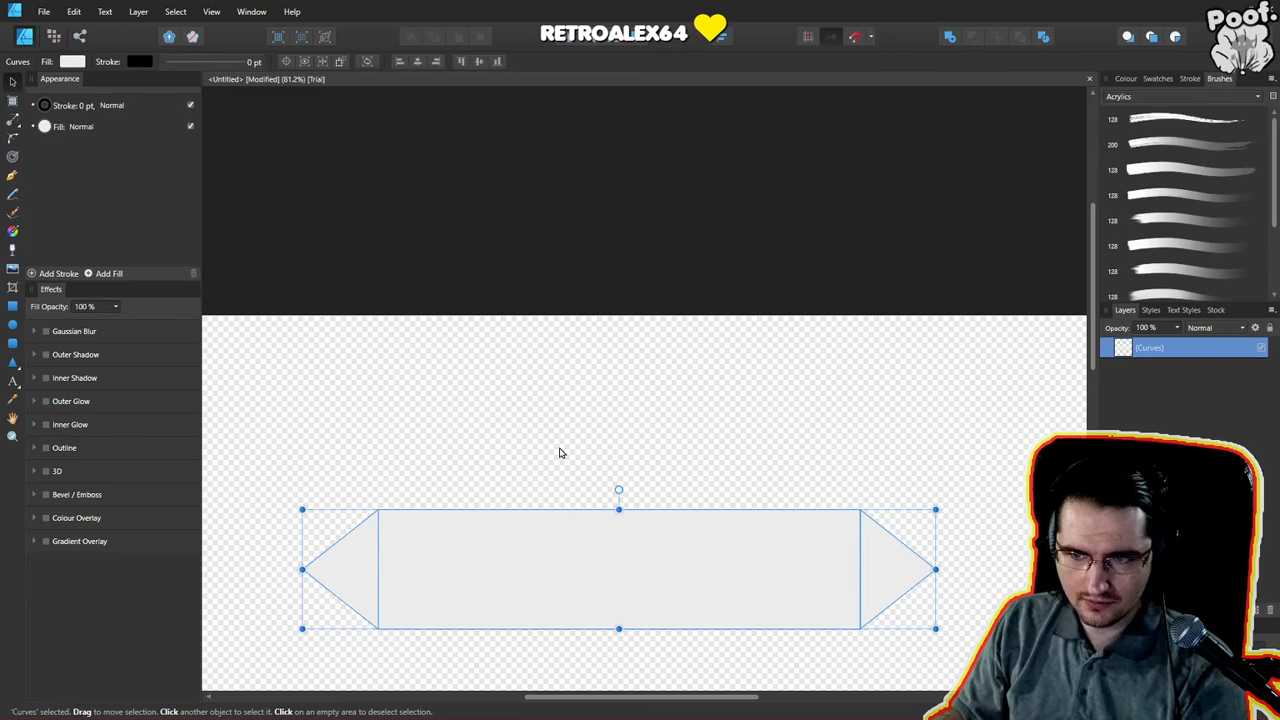 File Edit Text Layer Select View Window Help
RETROALEX64
Poof!
Curves Fill: Stroke: 0 pt
Appearance
<Untitled> [Modified] (81.2%) [Trial]
Colour Swatches Stroke Brushes
Stroke: 0 pt, Normal
Fill: Normal
Acrylics
128
200
128
128
128
128
128
128
Add Stroke Add Fill
Effects
Fill Opacity: 100 %
Gaussian Blur
Outer Shadow
Inner Shadow
Outer Glow
Inner Glow
Outline
3D
Bevel / Emboss
Colour Overlay
Gradient Overlay
Layers Styles Text Styles Stock
Opacity: 100 % Normal
(Curves)
'Curves' selected. Drag to move selection. Click another object to select it. Click on an empty area to deselect selection.